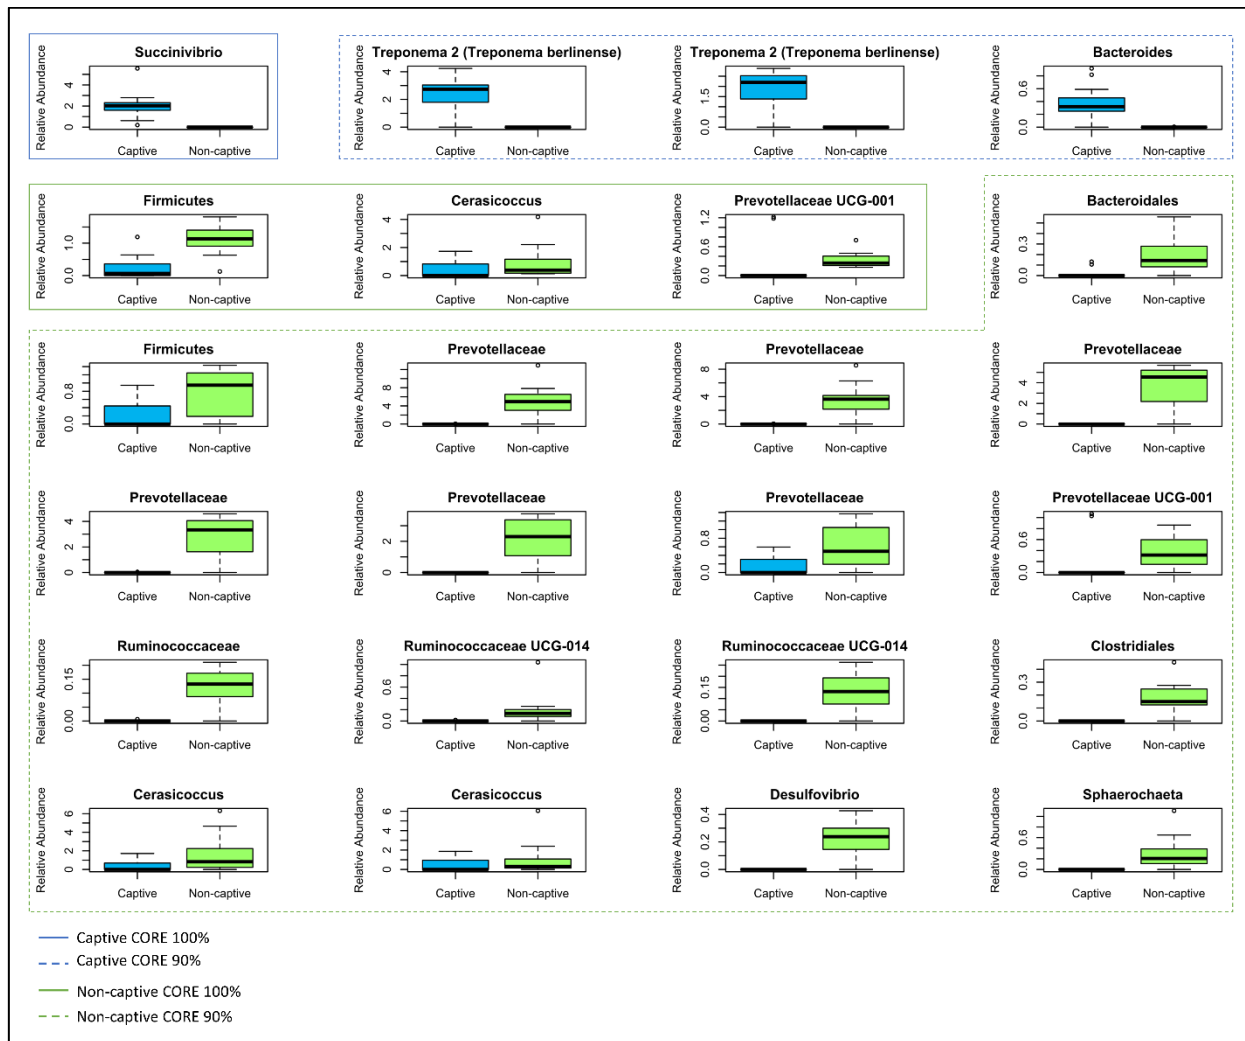 Succinivibrio
Relative Abundance
4
2
0
Captive Non-captive
Treponema 2 (Treponema berlinense)
Relative Abundance
4
3
2
1
0
Captive Non-captive
Treponema 2 (Treponema berlinense)
Relative Abundance
1.5
0.0
Captive Non-captive
Bacteroides
Relative Abundance
0.6
0.0
Captive Non-captive
Firmicutes
Relative Abundance
1.0
0.0
Captive Non-captive
Cerasicoccus
Relative Abundance
4
2
0
Captive Non-captive
Prevotellaceae UCG-001
Relative Abundance
1.2
0.6
0.0
Captive Non-captive
Bacteroidales
Relative Abundance
0.3
0.0
Captive Non-captive
Firmicutes
Relative Abundance
0.8
0.0
Captive Non-captive
Prevotellaceae
Relative Abundance
8
4
0
Captive Non-captive
Prevotellaceae
Relative Abundance
8
4
0
Captive Non-captive
Prevotellaceae
Relative Abundance
4
2
0
Captive Non-captive
Prevotellaceae
Relative Abundance
4
2
0
Captive Non-captive
Prevotellaceae
Relative Abundance
2
0
Captive Non-captive
Prevotellaceae
Relative Abundance
0.8
0.0
Captive Non-captive
Prevotellaceae UCG-001
Relative Abundance
0.6
0.0
Captive Non-captive
Ruminococcaceae
Relative Abundance
0.15
0.00
Captive Non-captive
Ruminococcaceae UCG-014
Relative Abundance
0.6
0.0
Captive Non-captive
Ruminococcaceae UCG-014
Relative Abundance
0.15
0.00
Captive Non-captive
Clostridiales
Relative Abundance
0.3
0.0
Captive Non-captive
Cerasicoccus
Relative Abundance
6
4
2
0
Captive Non-captive
Cerasicoccus
Relative Abundance
6
4
2
0
Captive Non-captive
Desulfovibrio
Relative Abundance
0.4
0.2
0.0
Captive Non-captive
Sphaerochaeta
Relative Abundance
0.6
0.0
Captive Non-captive
Captive CORE 100%
Captive CORE 90%
Non-captive CORE 100%
Non-captive CORE 90%